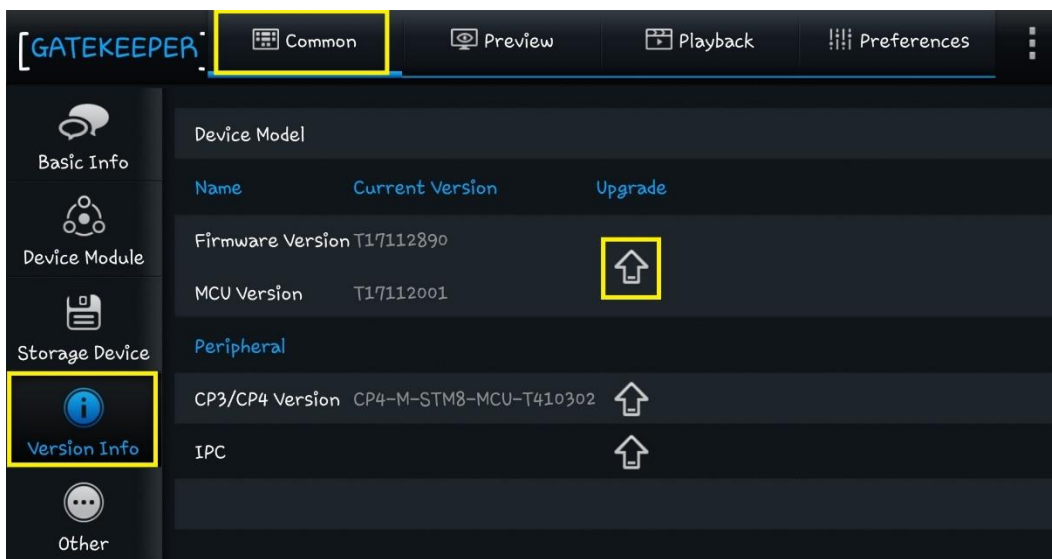 [GATEKEEPER]
Common
Preview
Playback
Preferences
Basic Info
Device Module
Storage Device
Version Info
Other
Device Model
Name Current Version Upgrade
Firmware Version T17112890
MCU Version T17112001
Peripheral
CP3/CP4 Version CP4-M-STM8-MCU-T410302
IPC